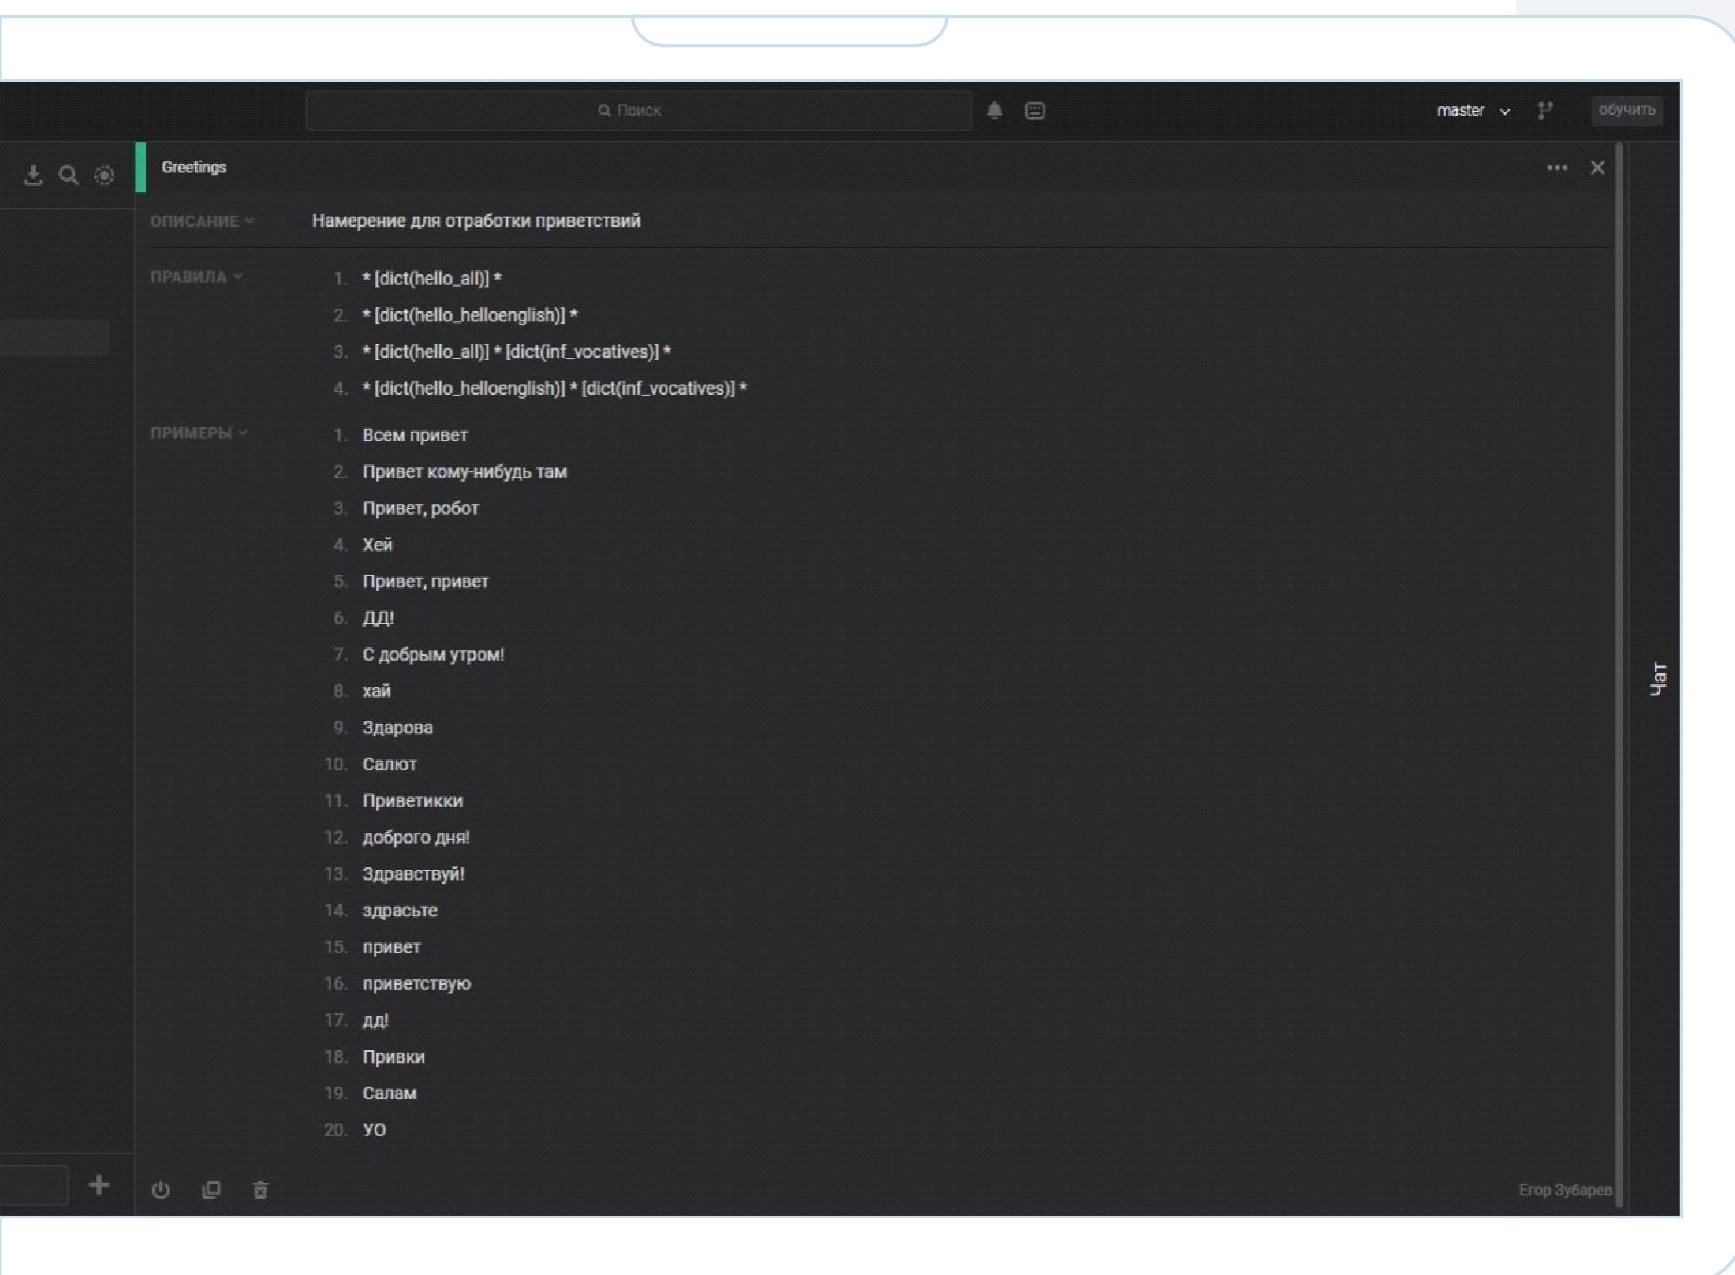 Поиск
master
обучить
Greetings
ОПИСАНИЕ
Намерение для отработки приветствий
ПРАВИЛА
1. * [dict(hello_all)] *
2. * [dict(hello_helloenglish)] *
3. * [dict(hello_all)] * [dict(inf_vocatives)] *
4. * [dict(hello_helloenglish)] * [dict(inf_vocatives)] *
ПРИМЕРЫ
1. Всем привет
2. Привет кому-нибудь там
3. Привет, робот
4. Хей
5. Привет, привет
6. ДД!
7. С добрым утром!
8. хай
9. Здарова
10. Салют
11. Приветикки
12. доброго дня!
13. Здравствуй!
14. здрасьте
15. привет
16. приветствую
17. дд!
18. Привки
19. Салам
20. УО
Егор Зубарев
Чат